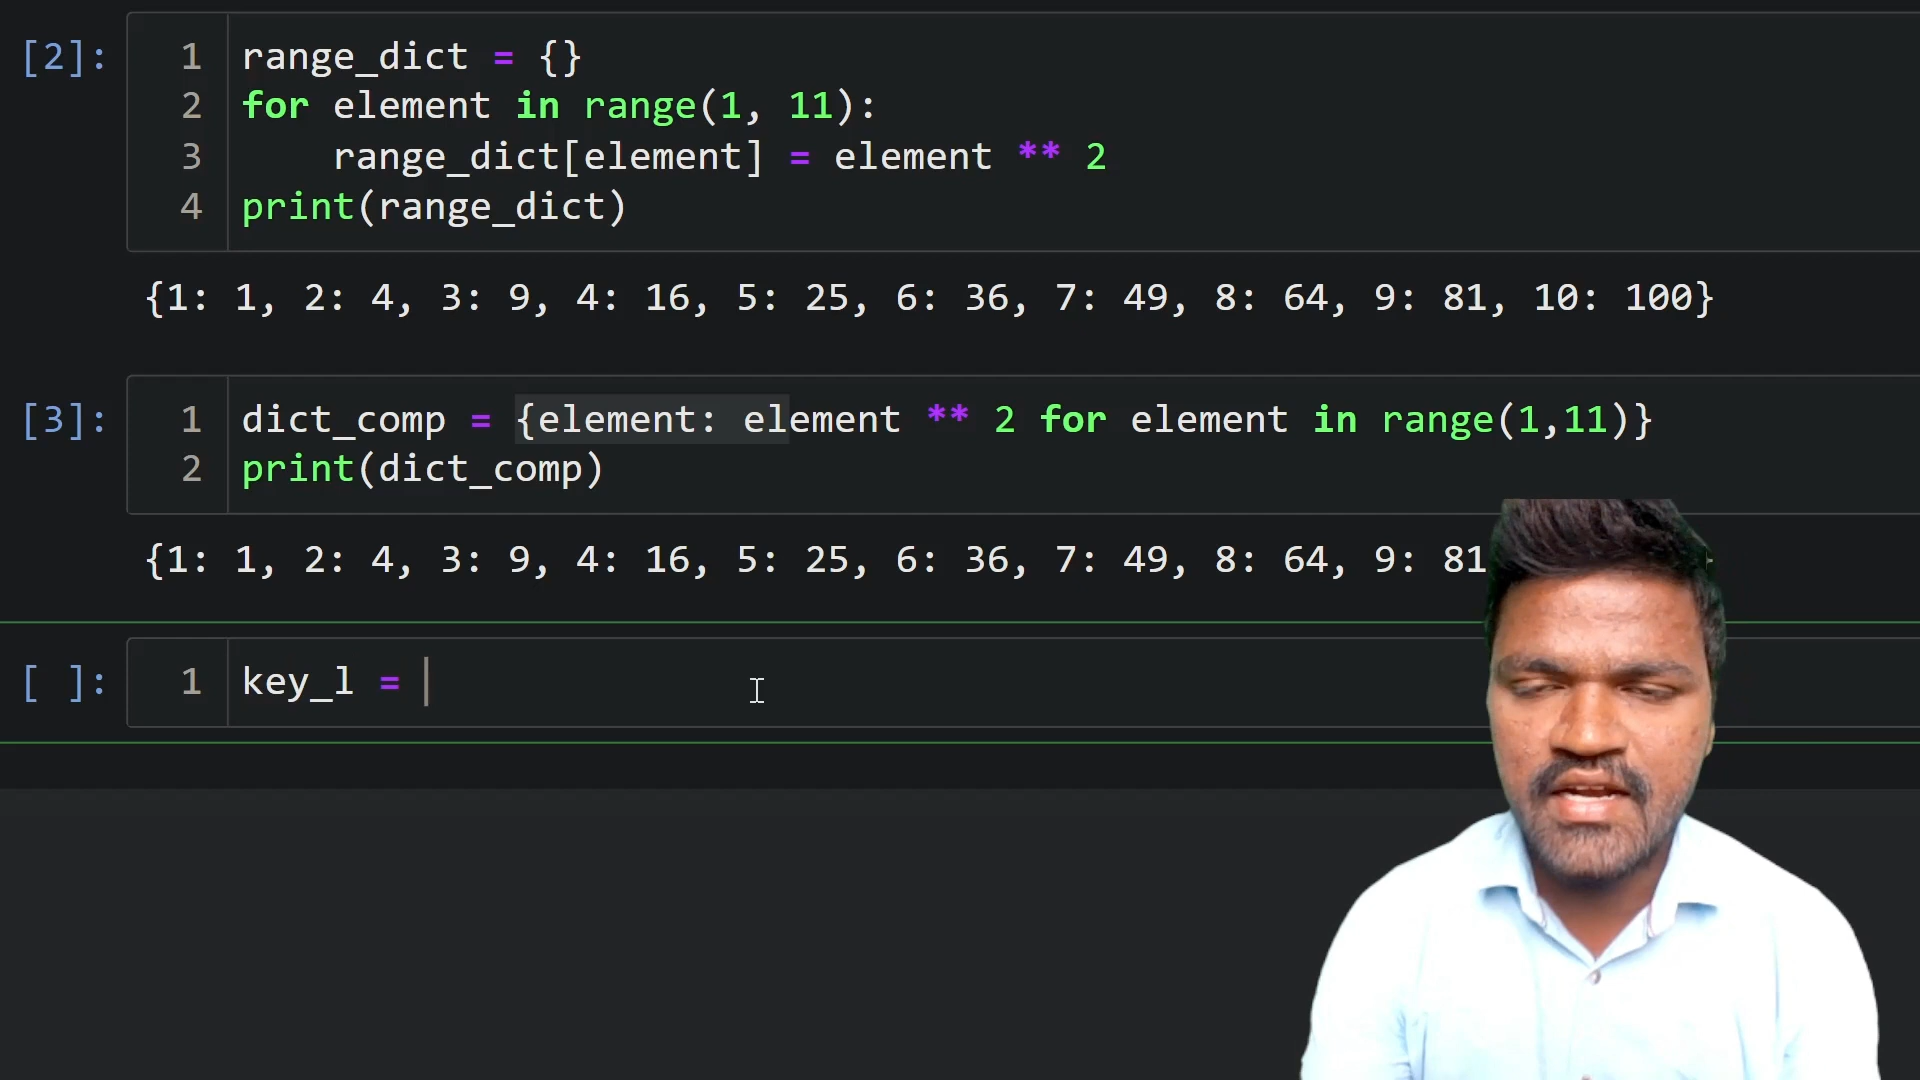 [2]:
1 range_dict = {}
2 for element in range(1, 11):
3     range_dict[element] = element ** 2
4 print(range_dict)
{1: 1, 2: 4, 3: 9, 4: 16, 5: 25, 6: 36, 7: 49, 8: 64, 9: 81, 10: 100}
[3]:
1 dict_comp = {element: element ** 2 for element in range(1,11)}
2 print(dict_comp)
{1: 1, 2: 4, 3: 9, 4: 16, 5: 25, 6: 36, 7: 49, 8: 64, 9: 81
[ ]:
1 key_l =